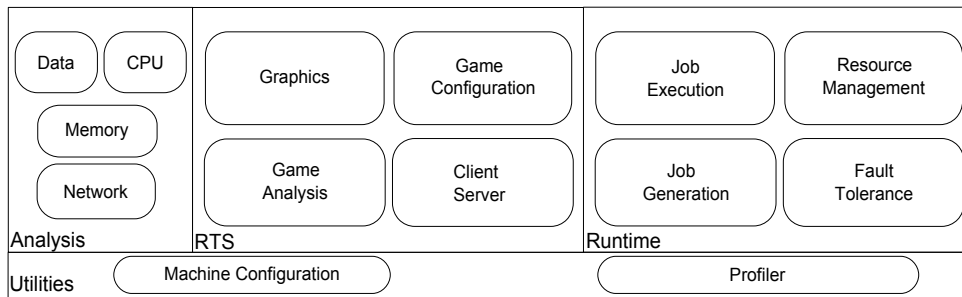 Data
CPU
Memory
Network
Analysis
Graphics
Game
Configuration
Game
Analysis
Client
Server
RTS
Job
Execution
Resource
Management
Job
Generation
Fault
Tolerance
Runtime
Utilities
Machine Configuration
Profiler